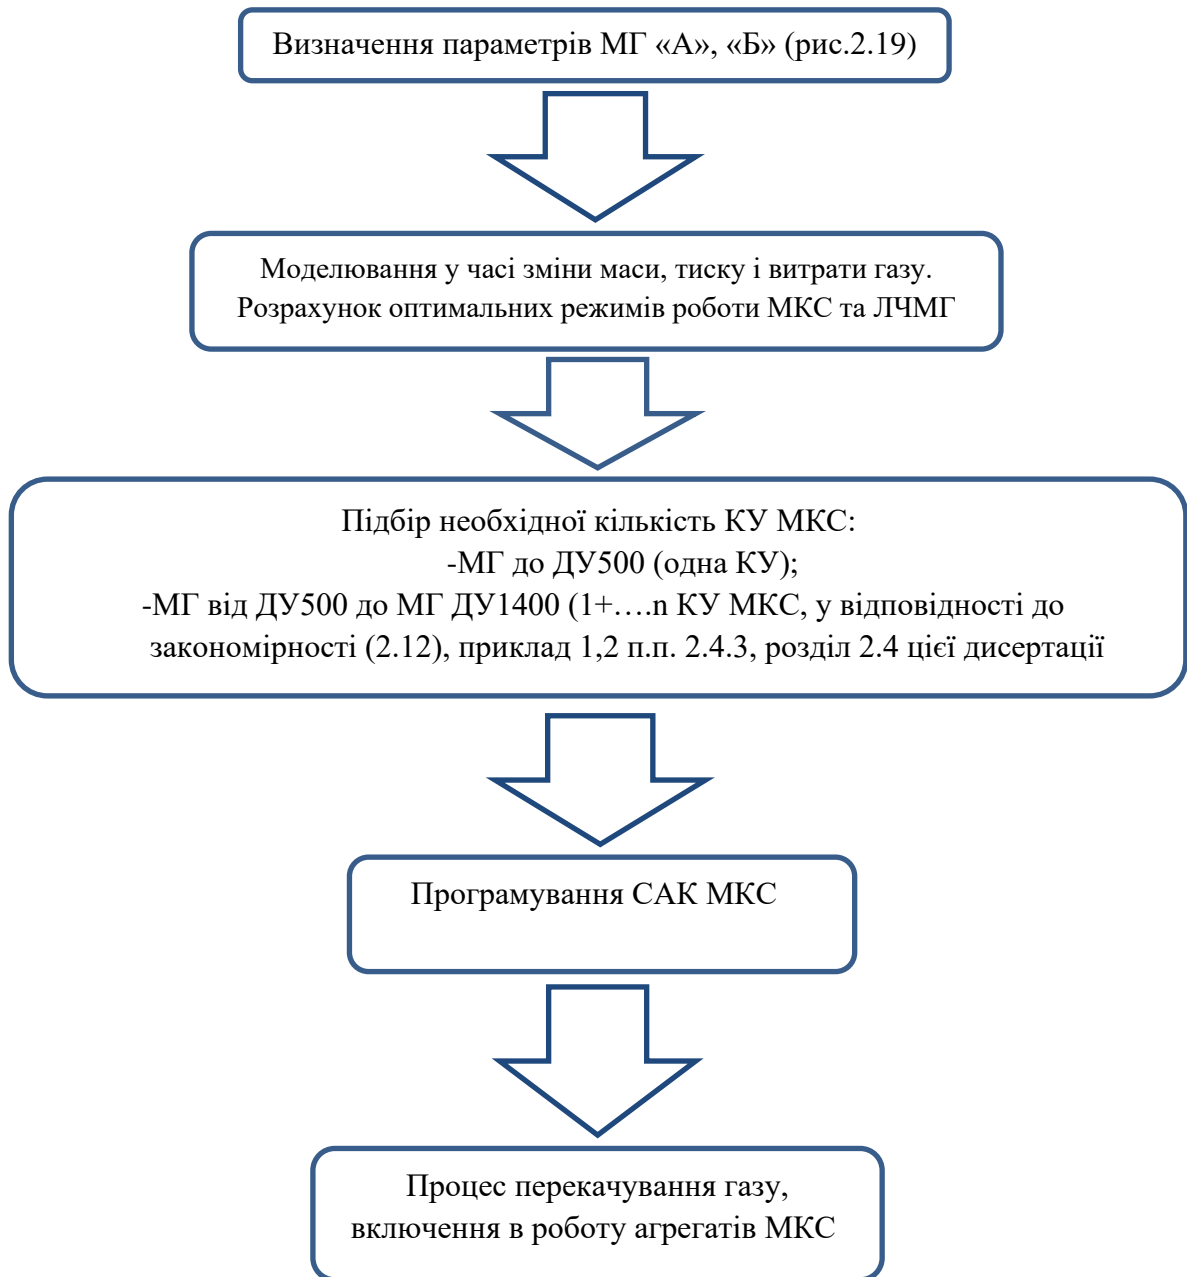 Визначення параметрів МГ «А», «Б» (рис.2.19)
Моделювання у часі зміни маси, тиску і витрати газу.
Розрахунок оптимальних режимів роботи МКС та ЛЧМГ
Підбір необхідної кількість КУ МКС:
-МГ до ДУ500 (одна КУ);
-МГ від ДУ500 до МГ ДУ1400 (1+….n КУ МКС, у відповідності до
закономірності (2.12), приклад 1,2 п.п. 2.4.3, розділ 2.4 цієї дисертації
Програмування САК МКС
Процес перекачування газу,
включення в роботу агрегатів МКС